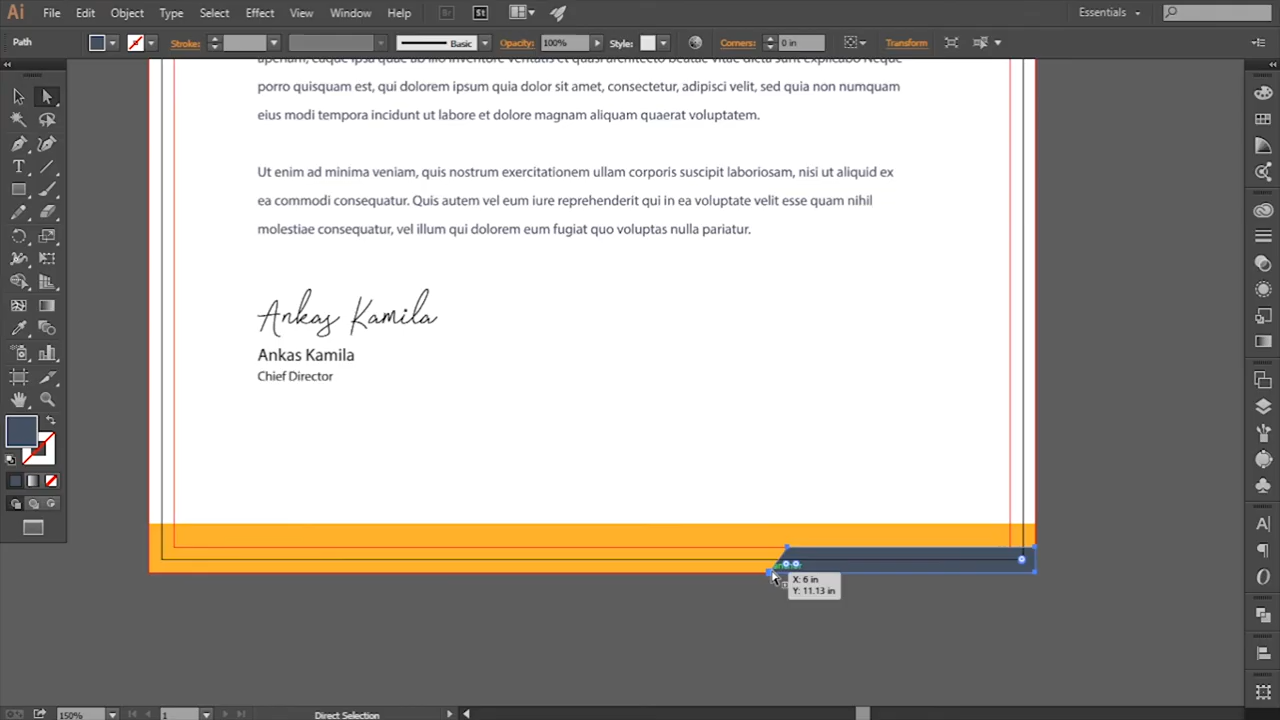 Ai File Edit Object Type Select Effect View Window Help Br St Essentials
Path Stroke: Basic Opacity: 100% Style: Corners: 0 in Transform
porro quisquam est, qui dolorem ipsum quia dolor sit amet, consectetur, adipisci velit, sed quia non numquam
eius modi tempora incidunt ut labore et dolore magnam aliquam quaerat voluptatem.
Ut enim ad minima veniam, quis nostrum exercitationem ullam corporis suscipit laboriosam, nisi ut aliquid ex
ea commodi consequatur. Quis autem vel eum iure reprehenderit qui in ea voluptate velit esse quam nihil
molestiae consequatur, vel illum qui dolorem eum fugiat quo voluptas nulla pariatur.
Ankas Kamila
Ankas Kamila
Chief Director
X: 6 in
Y: 11.13 in
150% 1 Direct Selection